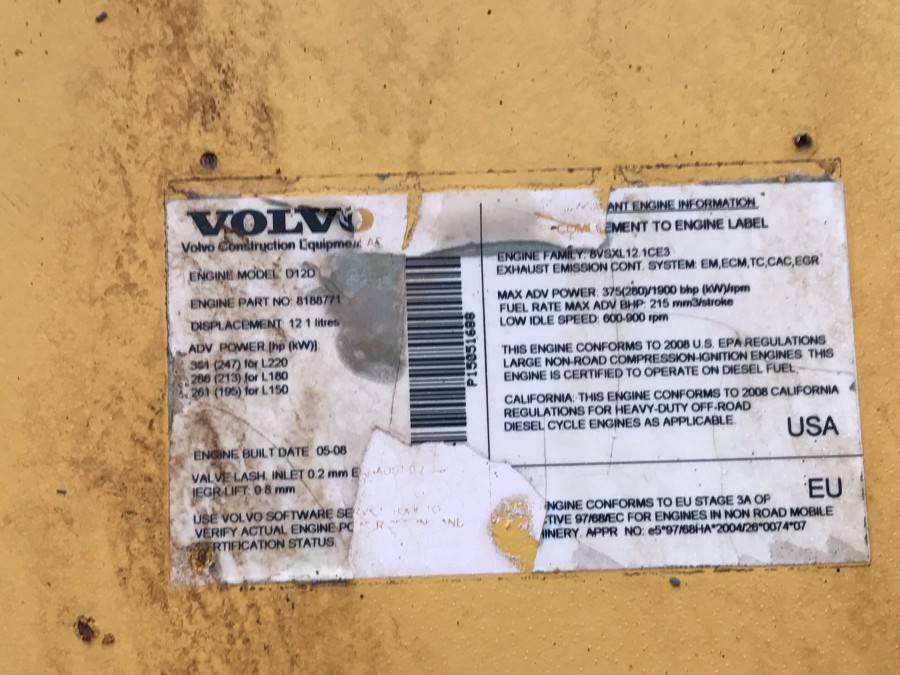 VOLVO
Volvo Construction Equipment AB
ENGINE MODEL: D12D
ENGINE PART NO: 8188771
DISPLACEMENT 12 1 litres
ADV POWER [hp (kW)]
(247) for L220
(213) for L180
261 (195) for L150
ENGINE BUILT DATE 05-08
VALVE LASH. INLET 0.2 mm E
IEGR-LIFT: 0.8 mm
USE VOLVO SOFTWARE SE
VERIFY ACTUAL ENGINE PO
ERTIFICATION STATUS.
P15051688
ANT ENGINE INFORMATION
EMENT TO ENGINE LABEL
ENGINE FAMILY: 8VSXL12.1CE3
EXHAUST EMISSION CONT. SYSTEM: EM,ECM,TC,CAC,EGR
MAX ADV POWER: 375(280)/1900 bhp (kW)/rpm
FUEL RATE MAX ADV BHP: 215 mm3/stroke
LOW IDLE SPEED: 600-900 rpm
THIS ENGINE CONFORMS TO 2008 U.S. EPA REGULATIONS
LARGE NON-ROAD COMPRESSION-IGNITION ENGINES. THIS
ENGINE IS CERTIFIED TO OPERATE ON DIESEL FUEL.
CALIFORNIA: THIS ENGINE CONFORMS TO 2008 CALIFORNIA
REGULATIONS FOR HEAVY-DUTY OFF-ROAD
DIESEL CYCLE ENGINES AS APPLICABLE.
USA
EU
NGINE CONFORMS TO EU STAGE 3A OF
TIVE 97/68/EC FOR ENGINES IN NON ROAD MOBILE
INERY. APPR NO: e5*97/68HA*2004/26*0074*07